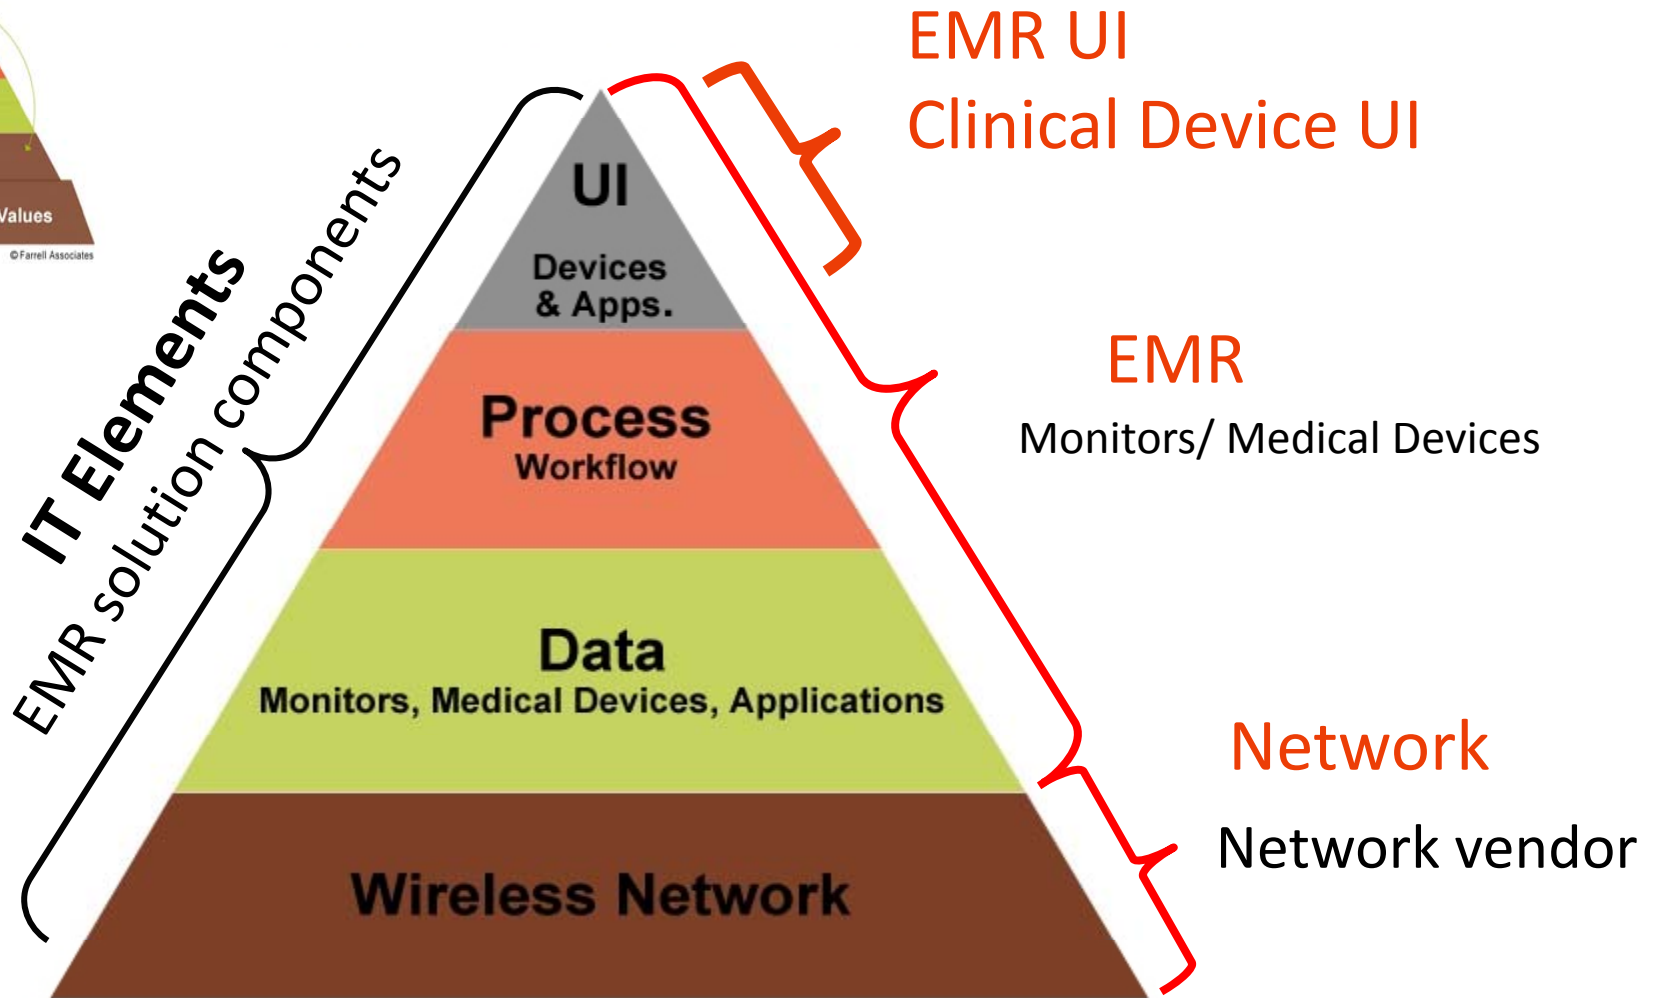 Values
© Farrell Associates
IT Elements
EMR solution components
UI
Devices
& Apps.
Process
Workflow
Data
Monitors, Medical Devices, Applications
Wireless Network
EMR UI
Clinical Device UI
EMR
Monitors/ Medical Devices
Network
Network vendor